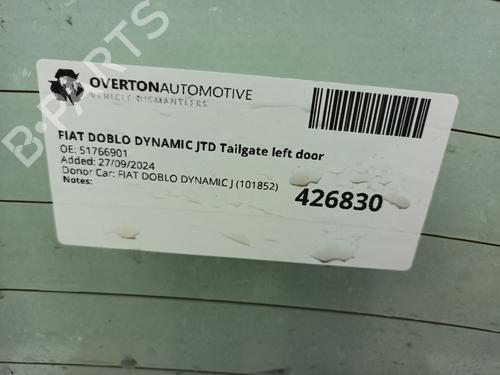 B-PARTS
OVERTONAUTOMOTIVE
VEHICLE DISMANTLERS
FIAT DOBLO DYNAMIC JTD Tailgate left door
OE: 51766901
Added: 27/09/2024
Donor Car: FIAT DOBLO DYNAMIC J (101852)
Notes:
426830